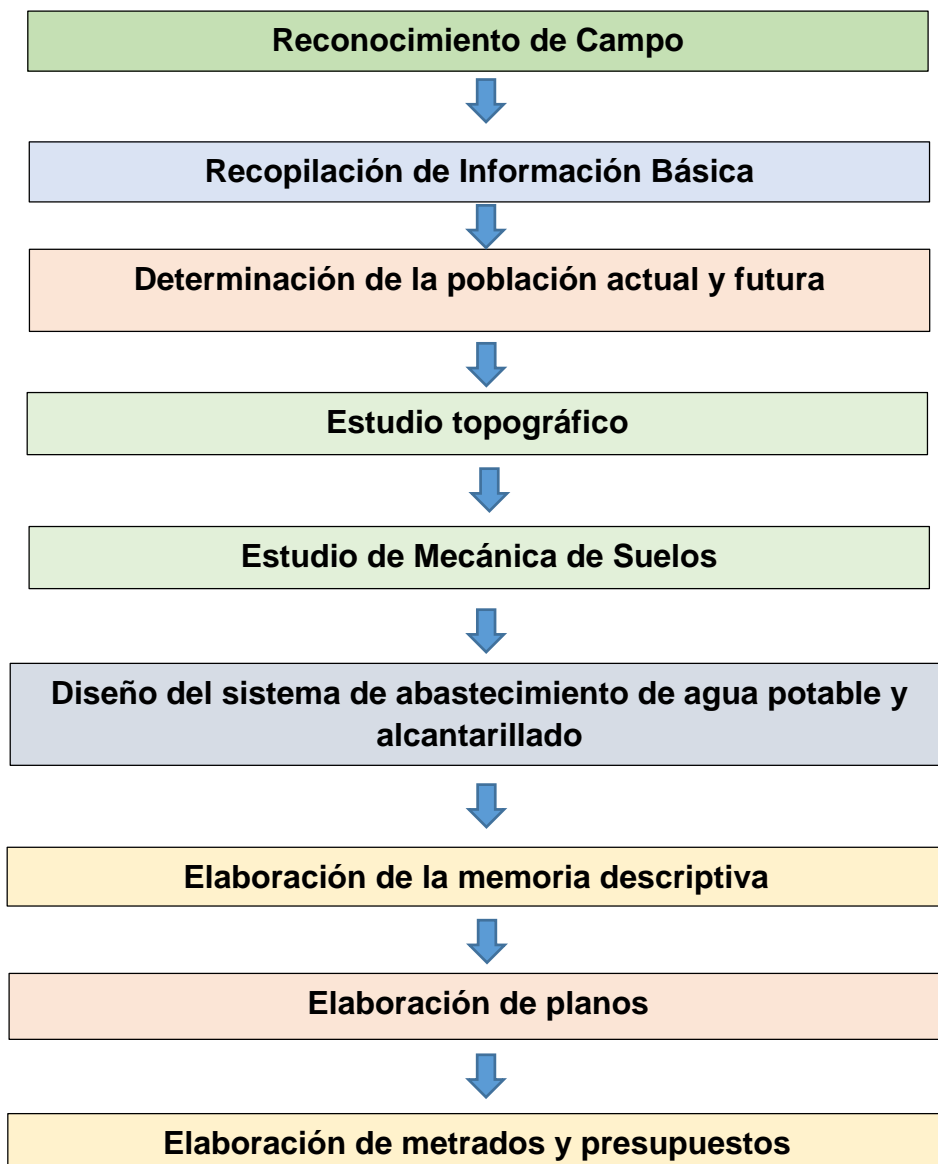 Reconocimiento de Campo
Recopilación de Información Básica
Determinación de la población actual y futura
Estudio topográfico
Estudio de Mecánica de Suelos
Diseño del sistema de abastecimiento de agua potable y
alcantarillado
Elaboración de la memoria descriptiva
Elaboración de planos
Elaboración de metrados y presupuestos